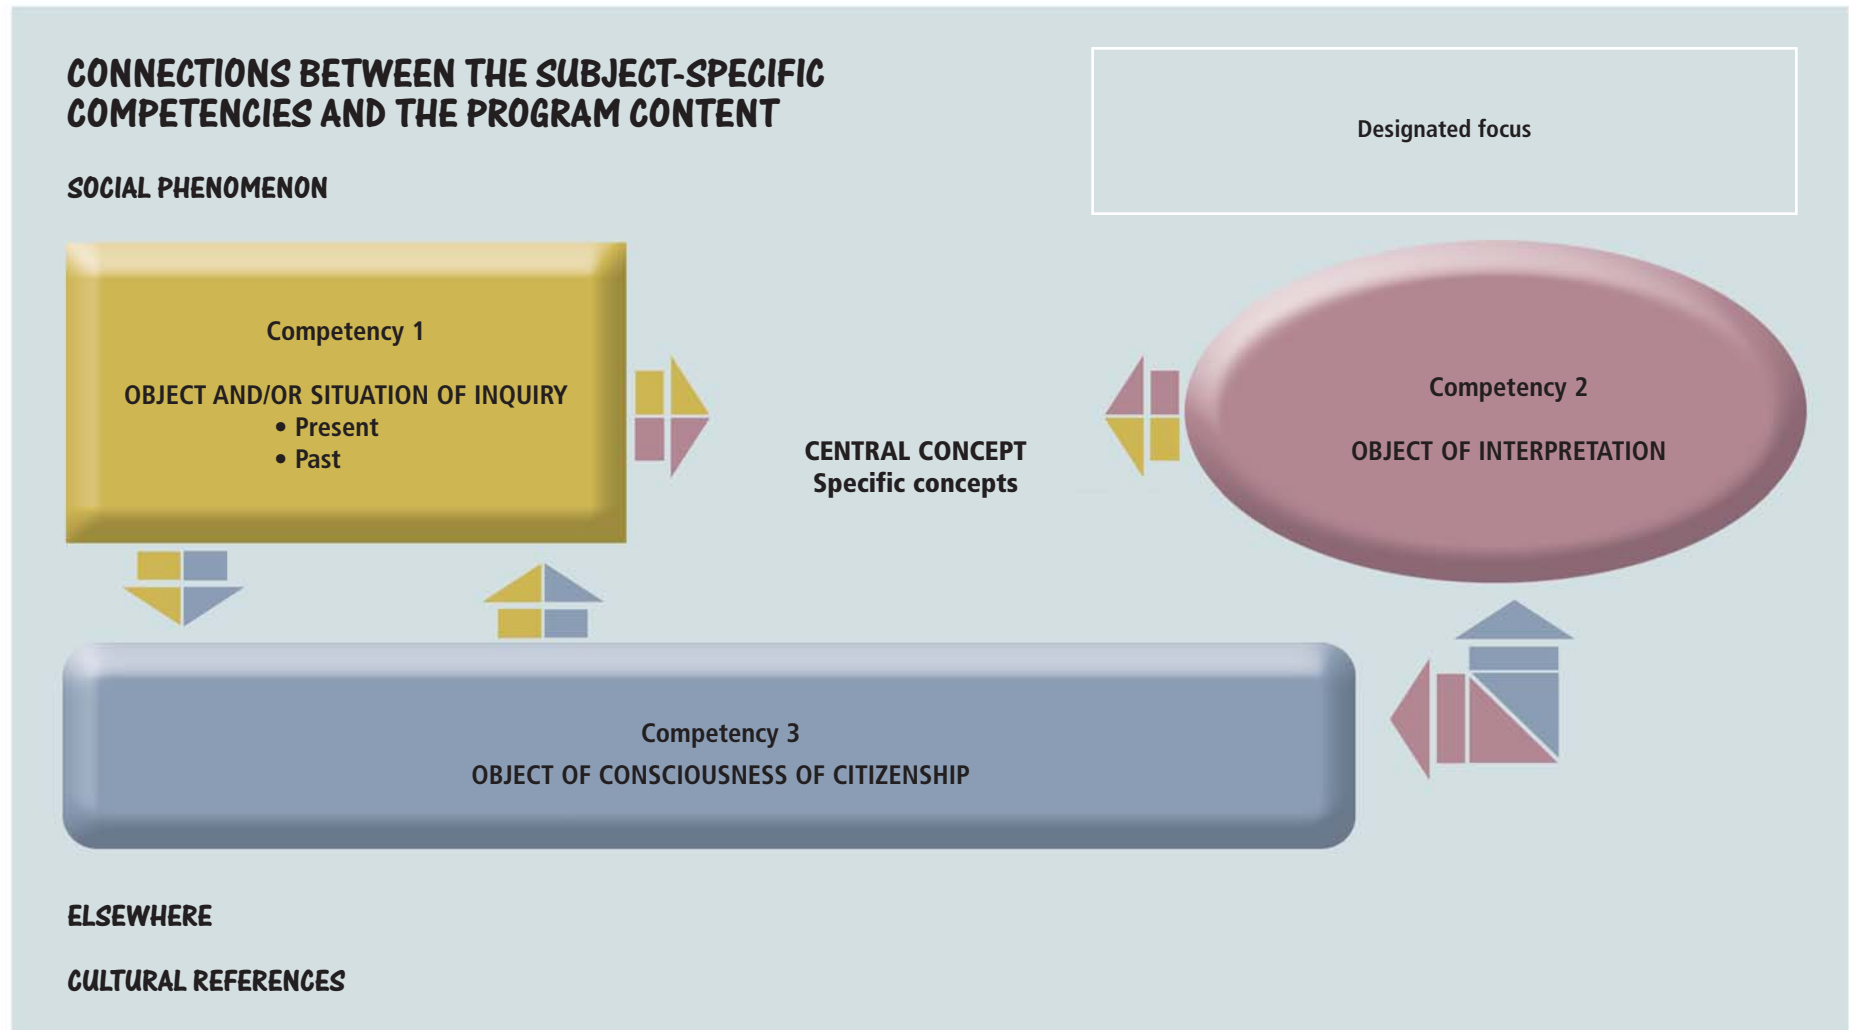 CONNECTIONS BETWEEN THE SUBJECT-SPECIFIC
COMPETENCIES AND THE PROGRAM CONTENT
Designated focus
SOCIAL PHENOMENON
Competency 1
OBJECT AND/OR SITUATION OF INQUIRY
• Present
• Past
CENTRAL CONCEPT
Specific concepts
Competency 2
OBJECT OF INTERPRETATION
Competency 3
OBJECT OF CONSCIOUSNESS OF CITIZENSHIP
ELSEWHERE
CULTURAL REFERENCES